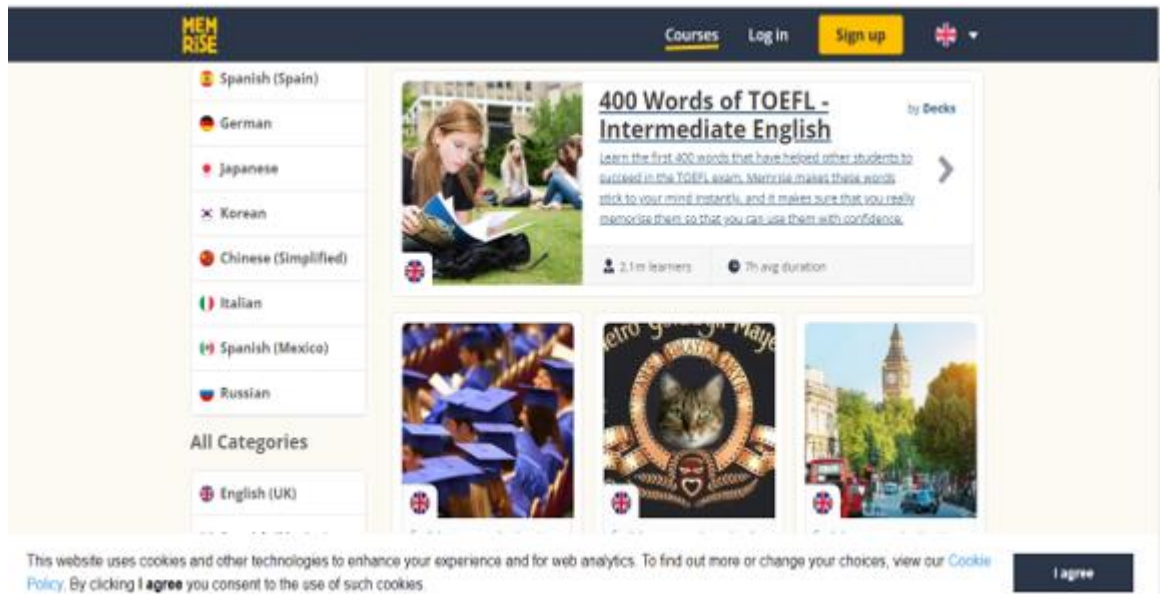 MEM
RiSE
Courses
Log in
Sign up
Spanish (Spain)
German
Japanese
Korean
Chinese (Simplified)
Italian
Spanish (Mexico)
Russian
All Categories
English (UK)
400 Words of TOEFL -
Intermediate English
by Decks
Learn the first 400 words that have helped other students to
succeed in the TOEFL exam. Memrise makes these words
stick to your mind instantly, and it makes sure that you really
memorise them so that you can use them with confidence.
2.1m learners
7h avg duration
This website uses cookies and other technologies to enhance your experience and for web analytics. To find out more or change your choices, view our Cookie
Policy. By clicking I agree you consent to the use of such cookies.
I agree